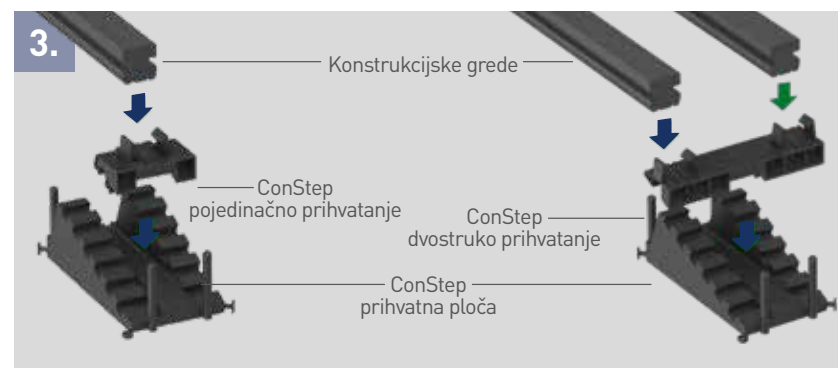 3.
Konstrukcijske grede
ConStep
pojedinačno prihvatanje
ConStep
dvostruko prihvatanje
ConStep
prihvatna ploča